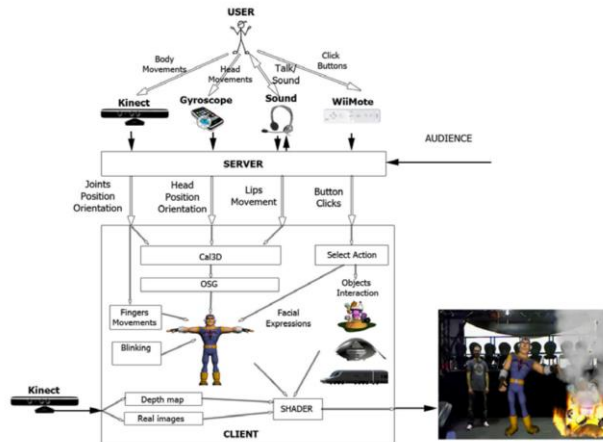 USER
Body
Movements
Head
Movements
Talk/
Sound
Click
Buttons
Kinect
Gyroscope
Sound
WiiMote
AUDIENCE
SERVER
Joints
Position
Orientation
Head
Position
Orientation
Lips
Movement
Button
Clicks
Cal3D
Select Action
OSG
Objects
Interaction
Fingers
Movements
Facial
Expressions
Blinking
Kinect
Depth map
Real images
SHADER
CLIENT